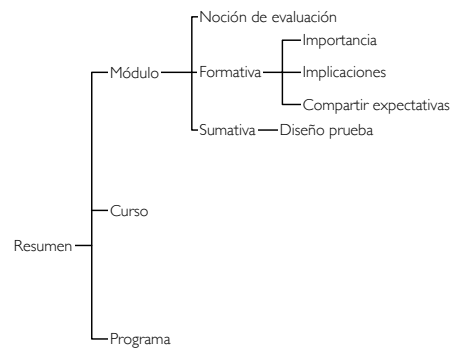 Noción de evaluación
Importancia
Módulo
Formativa
Implicaciones
Compartir expectativas
Sumativa
Diseño prueba
Curso
Resumen
Programa